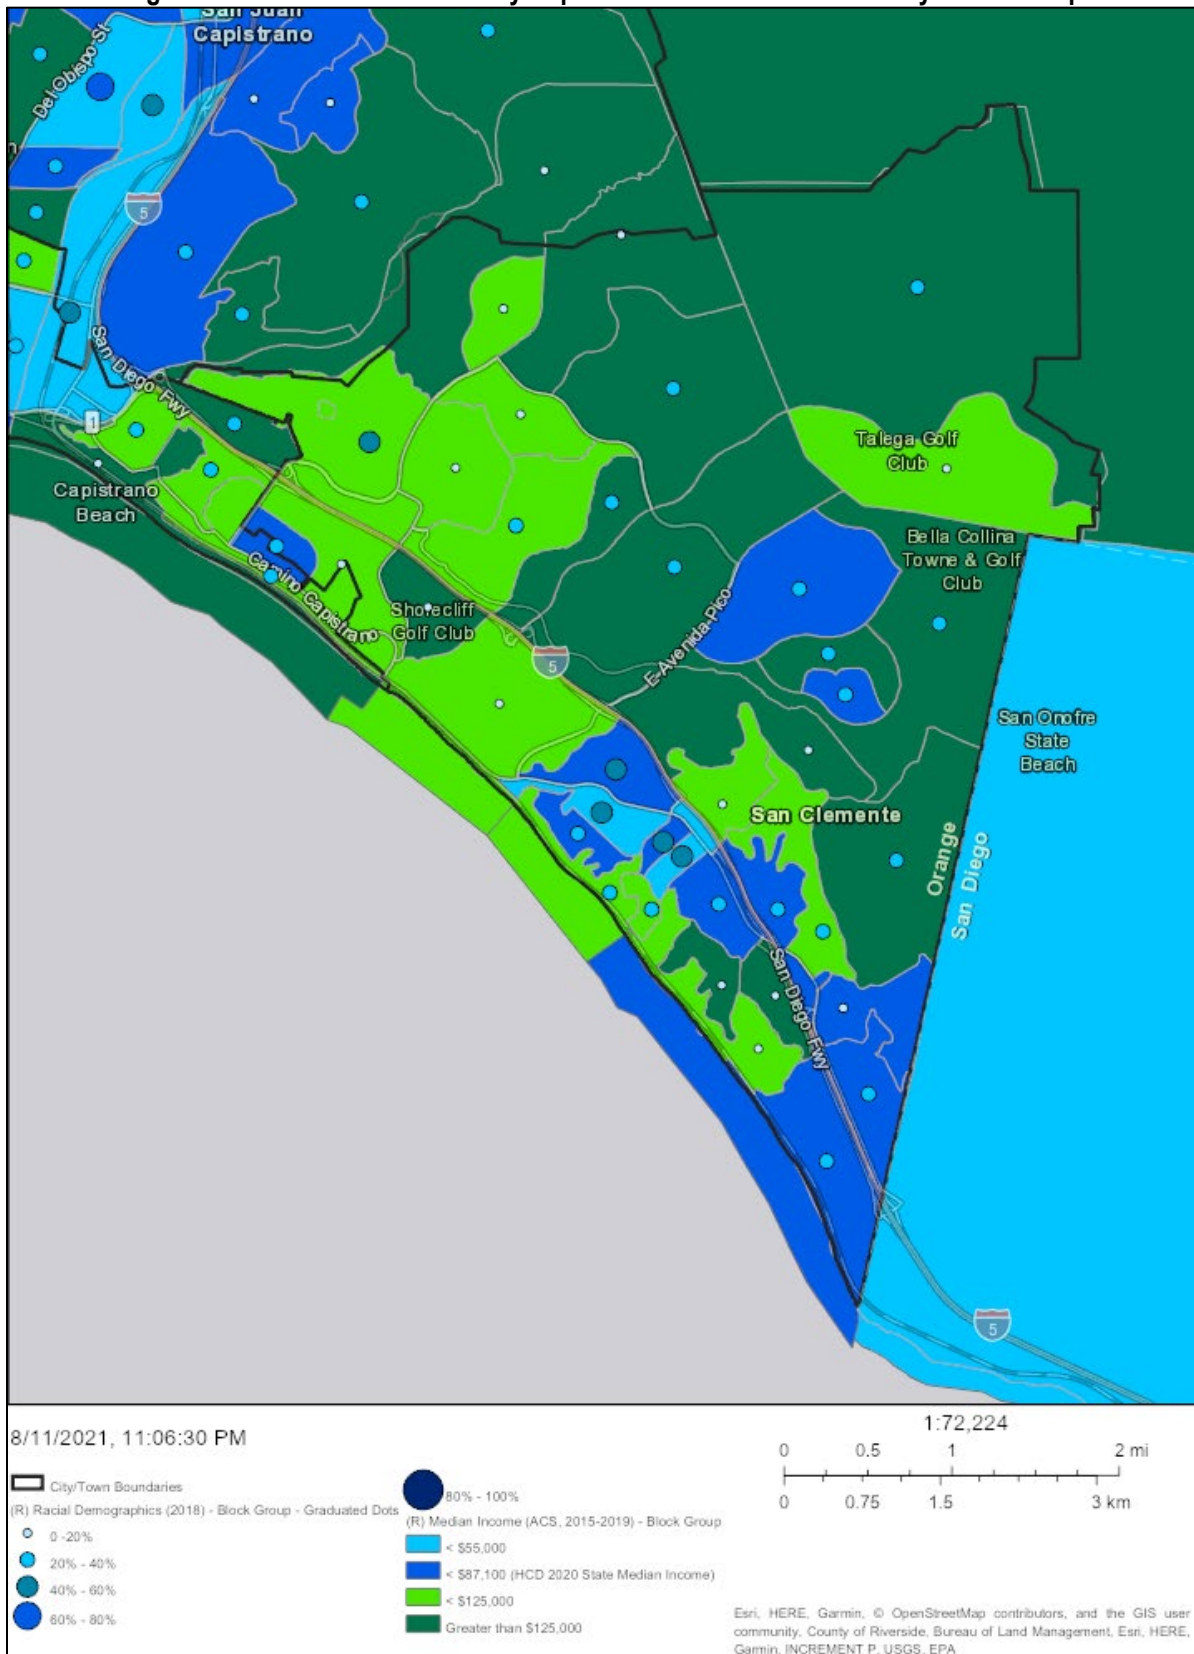 San Juan
Capistrano
Del Obispo St
5
San Diego Fwy
1
Capistrano
Beach
Camino Capistrano
Shorecliff
Golf Club
5
E Avenida Pico
Talega Golf
Club
Bella Collina
Towne & Golf
Club
San Onofre
State
Beach
San Clemente
Orange
San Diego
San Diego Fwy
5
8/11/2021, 11:06:30 PM
City/Town Boundaries
(R) Racial Demographics (2018) - Block Group - Graduated Dots
0 -20%
20% - 40%
40% - 60%
60% - 80%
80% - 100%
(R) Median Income (ACS, 2015-2019) - Block Group
< $55,000
< $87,100 (HCD 2020 State Median Income)
< $125,000
Greater than $125,000
1:72,224
0 0.5 1 2 mi
0 0.75 1.5 3 km
Esri, HERE, Garmin, © OpenStreetMap contributors, and the GIS user
community, County of Riverside, Bureau of Land Management, Esri, HERE,
Garmin, INCREMENT P, USGS, EPA